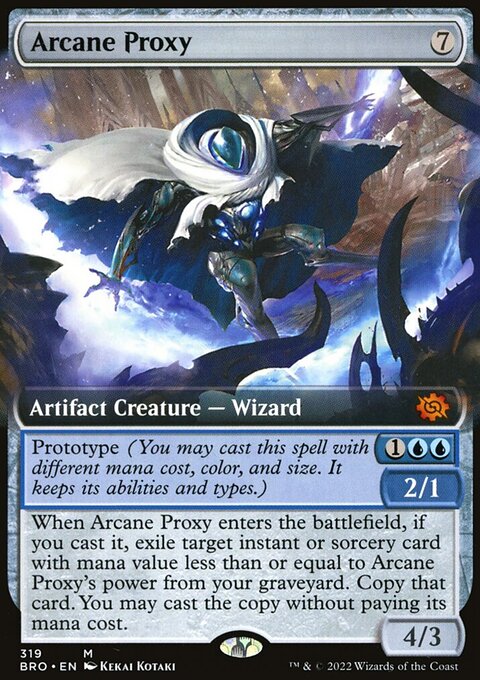 Arcane Proxy 7
Artifact Creature — Wizard
Prototype (You may cast this spell with 1
different mana cost, color, and size. It
keeps its abilities and types.) 2/1
When Arcane Proxy enters the battlefield, if
you cast it, exile target instant or sorcery card
with mana value less than or equal to Arcane
Proxy's power from your graveyard. Copy that
card. You may cast the copy without paying its
mana cost.
4/3
319 M
BRO • EN Kekai Kotaki
™ & © 2022 Wizards of the Coast